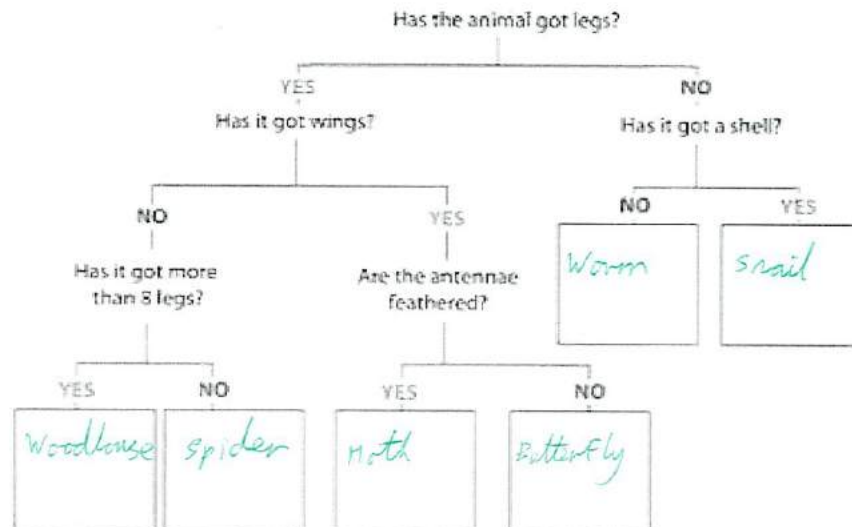 Has the animal got legs?
YES
NO
Has it got wings?
Has it got a shell?
NO
YES
NO
YES
Worm
snail
Has it got more
than 8 legs?
Are the antennae
feathered?
YES
NO
YES
NO
Woodlouse
spider
Moth
Butterfly